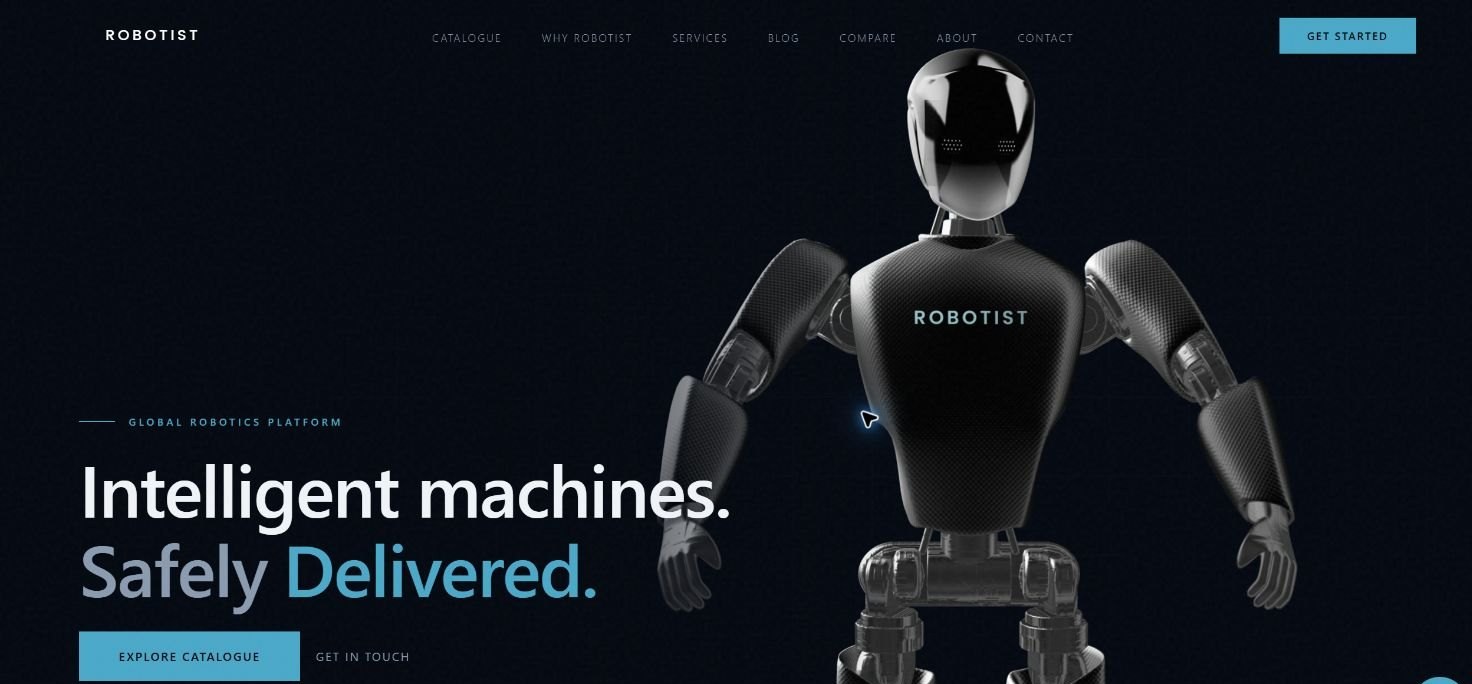 ROBOTIST
CATALOGUE WHY ROBOTIST SERVICES BLOG COMPARE ABOUT CONTACT
GET STARTED
ROBOTIST
GLOBAL ROBOTICS PLATFORM
Intelligent machines.
Safely Delivered.
EXPLORE CATALOGUE GET IN TOUCH